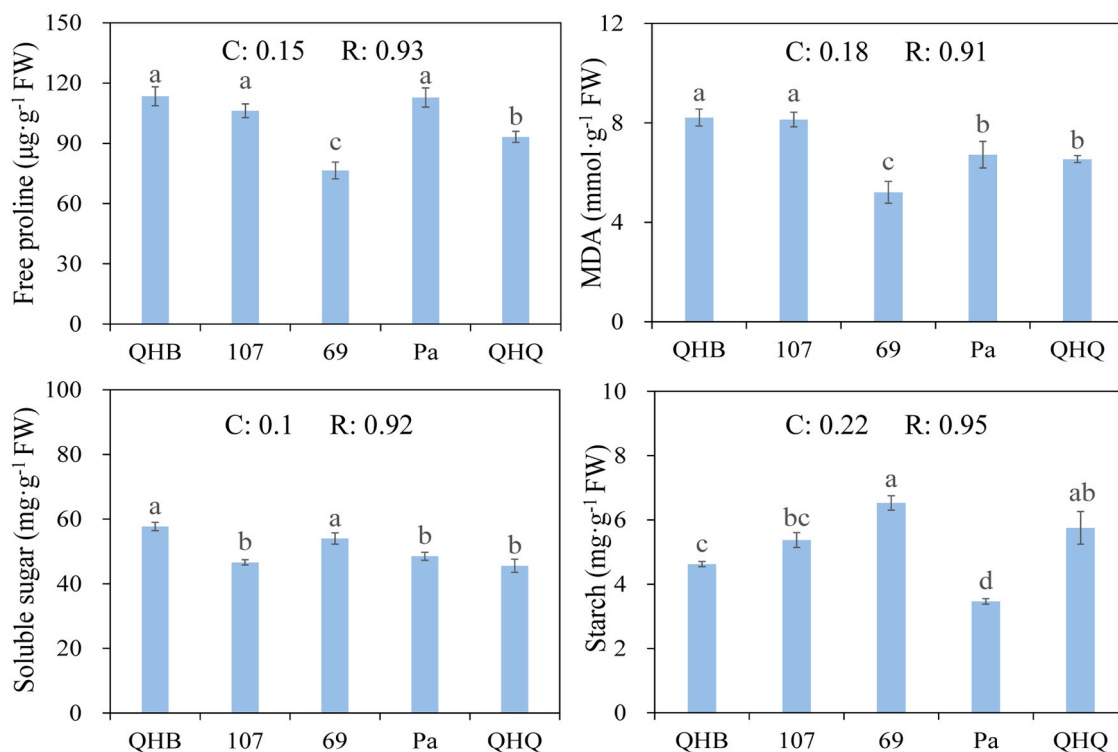 Free proline (µg·g⁻¹ FW)
150
120
90
60
30
0
C: 0.15 R: 0.93
a a c a b
QHB 107 69 Pa QHQ
MDA (mmol·g⁻¹ FW)
12
8
4
0
C: 0.18 R: 0.91
a a c b b
QHB 107 69 Pa QHQ
Soluble sugar (mg·g⁻¹ FW)
100
80
60
40
20
0
C: 0.1 R: 0.92
a b a b b
QHB 107 69 Pa QHQ
Starch (mg·g⁻¹ FW)
10
8
6
4
2
0
C: 0.22 R: 0.95
c bc a d ab
QHB 107 69 Pa QHQ